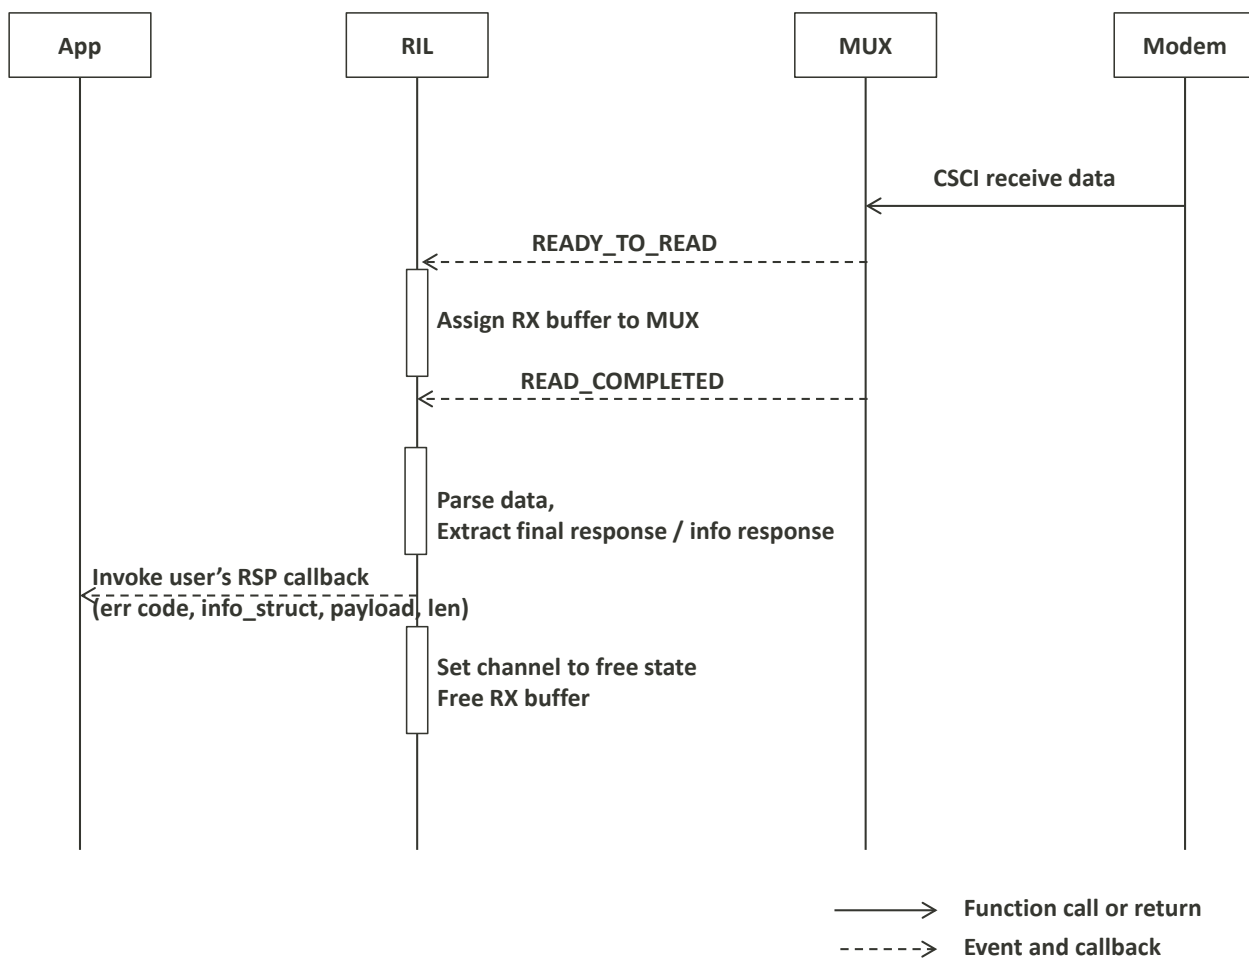 App
RIL
MUX
Modem
CSCI receive data
READY_TO_READ
Assign RX buffer to MUX
READ_COMPLETED
Parse data,
Extract final response / info response
Invoke user’s RSP callback
(err code, info_struct, payload, len)
Set channel to free state
Free RX buffer
Function call or return
Event and callback